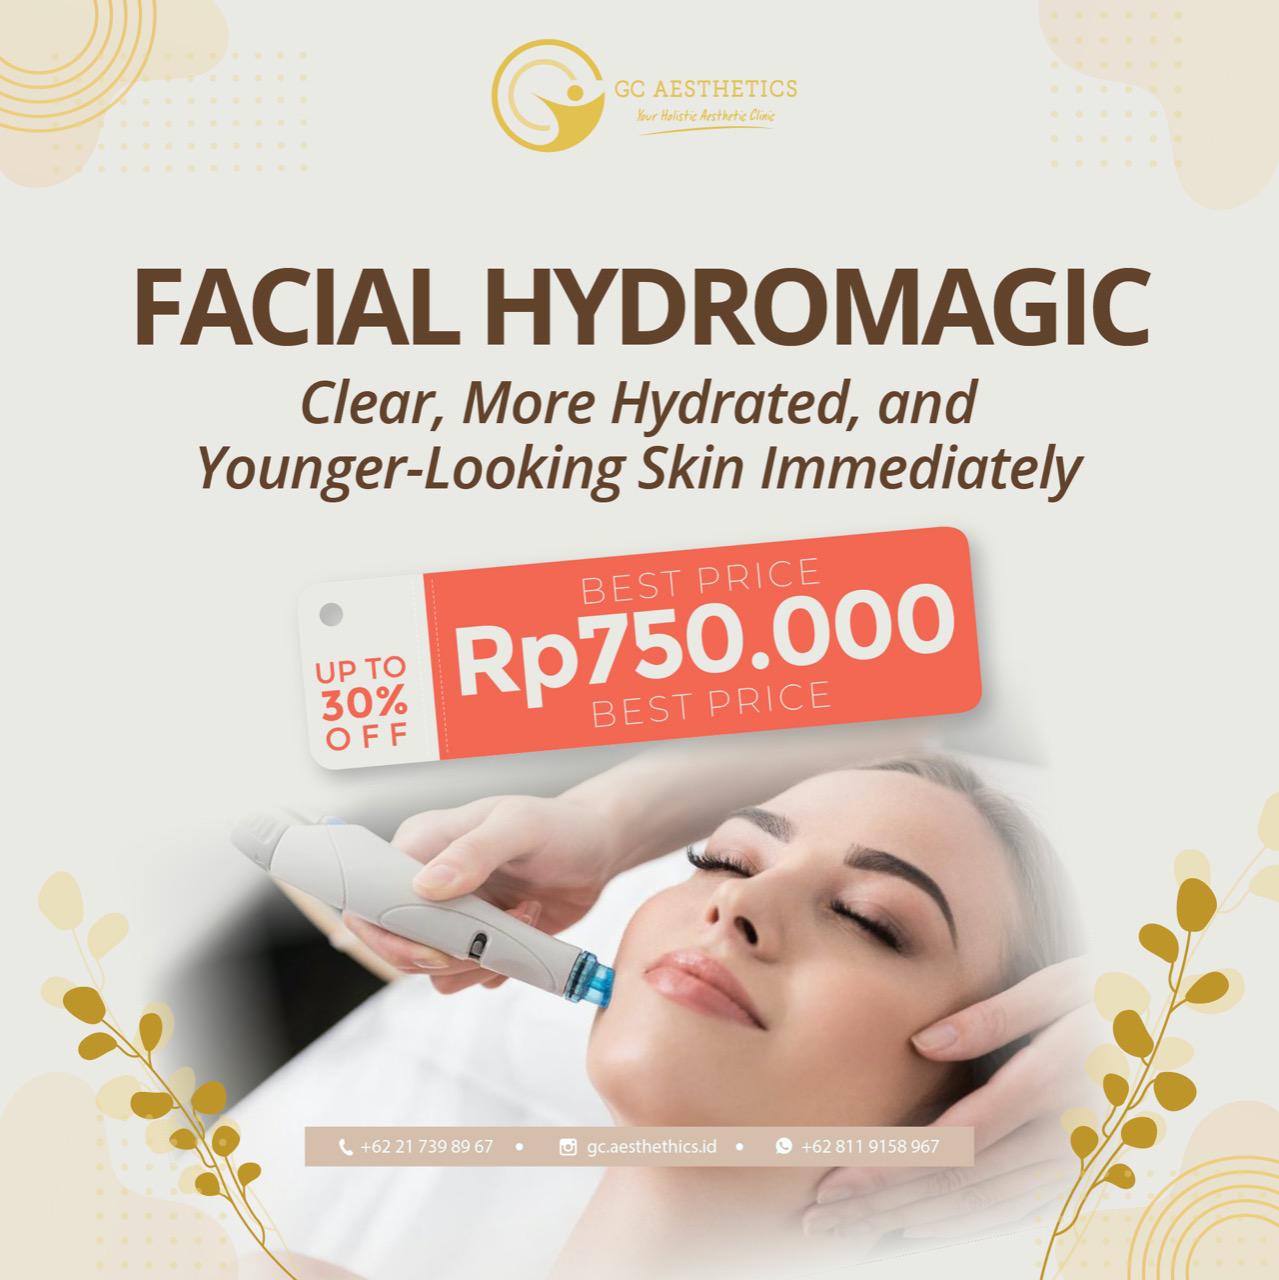 GC AESTHETICS
Your Holistic Aesthetic Clinic
FACIAL HYDROMAGIC
Clear, More Hydrated, and
Younger-Looking Skin Immediately
UP TO
30%
OFF
BEST PRICE
Rp750.000
BEST PRICE
+62 21 739 89 67 • gc.aesthethics.id • +62 811 9158 967